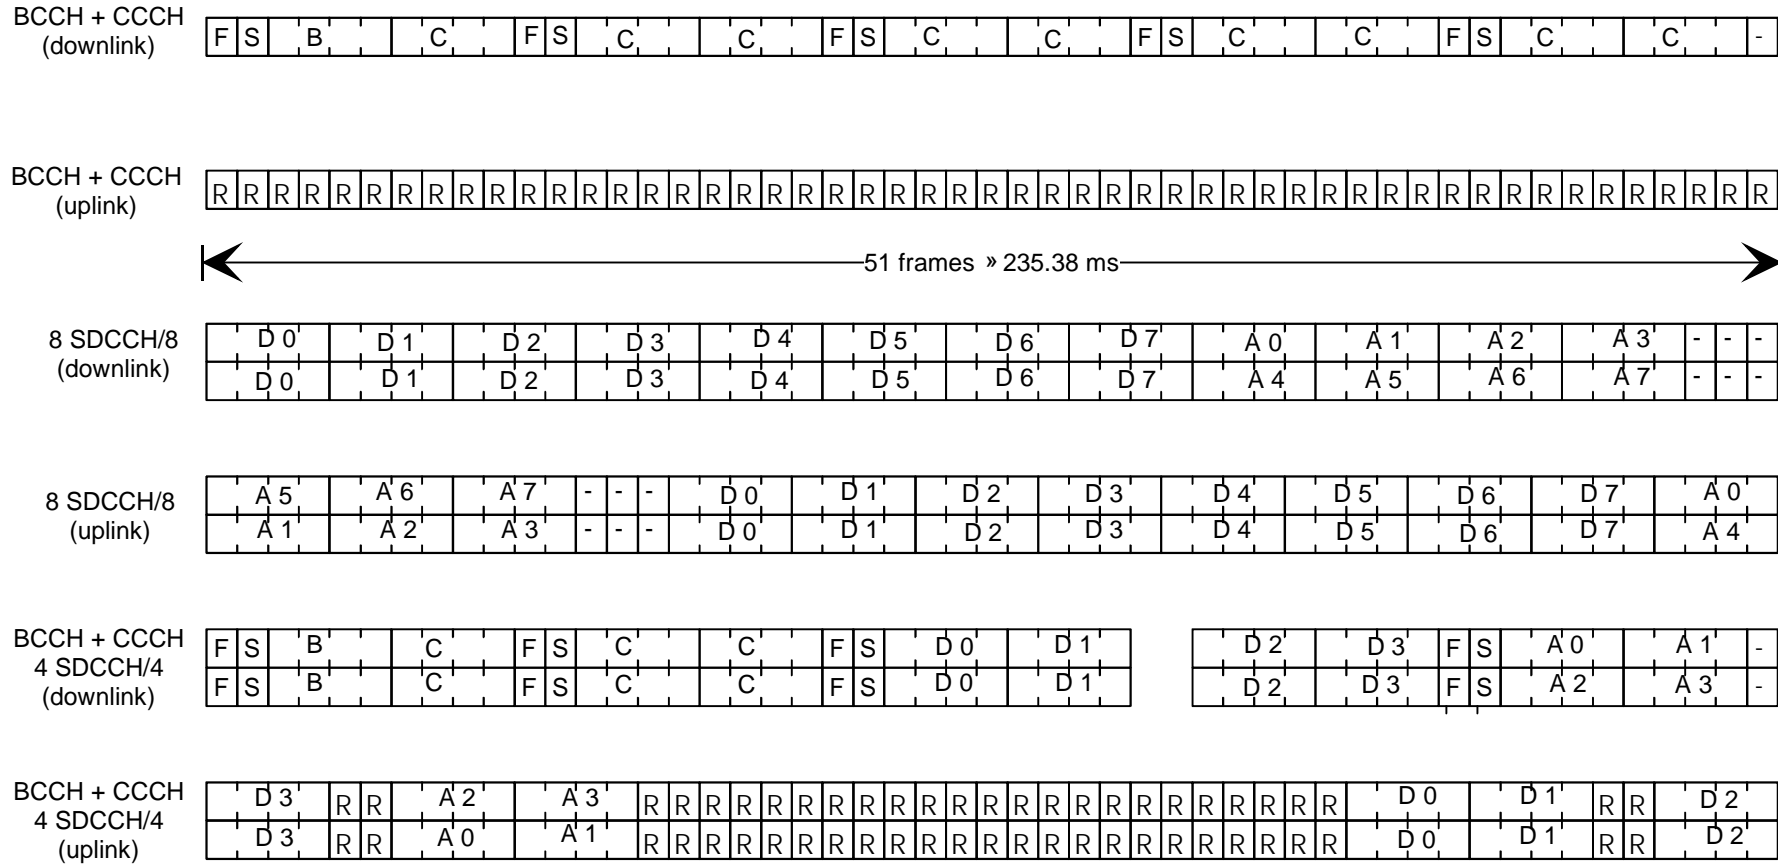 BCCH + CCCH
(downlink)
F S B C F S C C F S C C F S C C F S C C -
BCCH + CCCH
(uplink)
R R R R R R R R R R R R R R R R R R R R R R R R R R R R R R R R R R R R R R R R R R R R R R R R R R R
51 frames » 235.38 ms
8 SDCCH/8
(downlink)
D 0 D 1 D 2 D 3 D 4 D 5 D 6 D 7 A 0 A 1 A 2 A 3 - - -
D 0 D 1 D 2 D 3 D 4 D 5 D 6 D 7 A 4 A 5 A 6 A 7 - - -
8 SDCCH/8
(uplink)
A 5 A 6 A 7 - - - D 0 D 1 D 2 D 3 D 4 D 5 D 6 D 7 A 0
A 1 A 2 A 3 - - - D 0 D 1 D 2 D 3 D 4 D 5 D 6 D 7 A 4
BCCH + CCCH
4 SDCCH/4
(downlink)
F S B C F S C C F S D 0 D 1 D 2 D 3 F S A 0 A 1 -
F S B C F S C C F S D 0 D 1 D 2 D 3 F S A 2 A 3 -
BCCH + CCCH
4 SDCCH/4
(uplink)
D 3 R R A 2 A 3 R R R R R R R R R R R R R R R R R R R R R R R D 0 D 1 R R D 2
D 3 R R A 0 A 1 R R R R R R R R R R R R R R R R R R R R R R R D 0 D 1 R R D 2